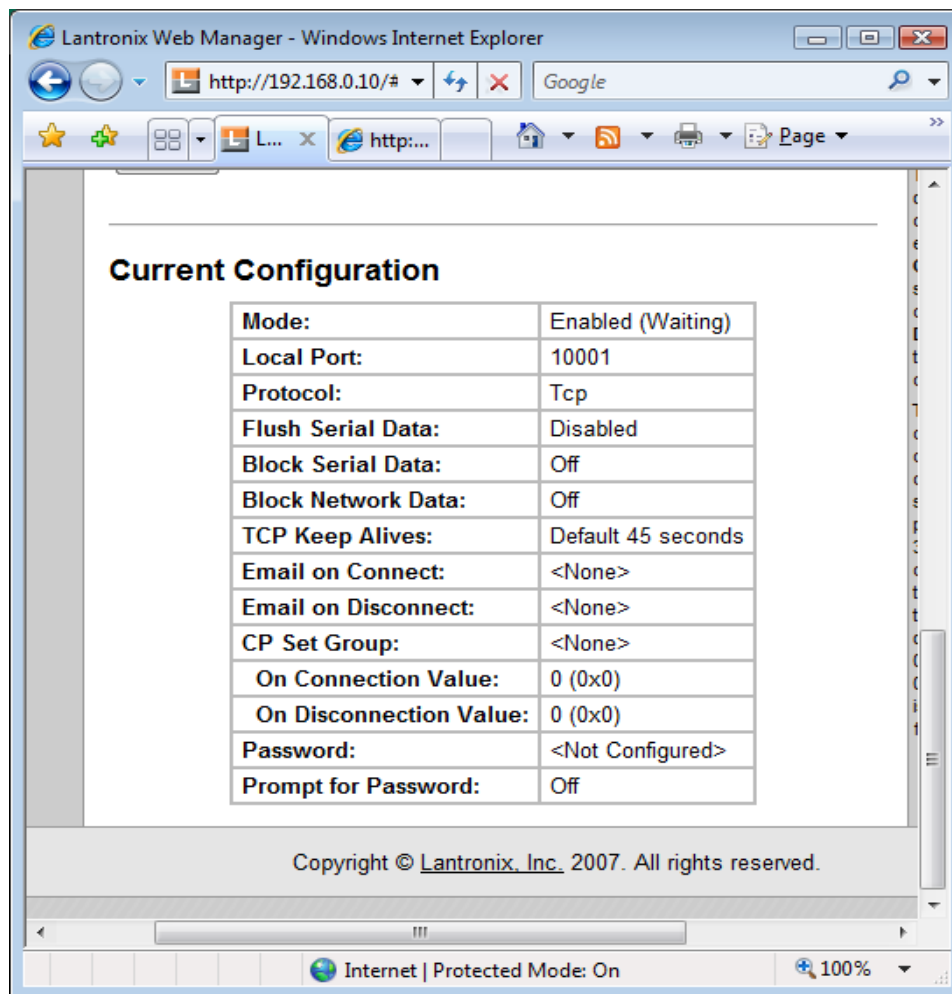 Lantronix Web Manager - Windows Internet Explorer
http://192.168.0.10/#
Google
L...
http:...
Page
Current Configuration
Mode: Enabled (Waiting)
Local Port: 10001
Protocol: Tcp
Flush Serial Data: Disabled
Block Serial Data: Off
Block Network Data: Off
TCP Keep Alives: Default 45 seconds
Email on Connect: <None>
Email on Disconnect: <None>
CP Set Group: <None>
On Connection Value: 0 (0x0)
On Disconnection Value: 0 (0x0)
Password: <Not Configured>
Prompt for Password: Off
Copyright © Lantronix, Inc. 2007. All rights reserved.
Internet | Protected Mode: On
100%